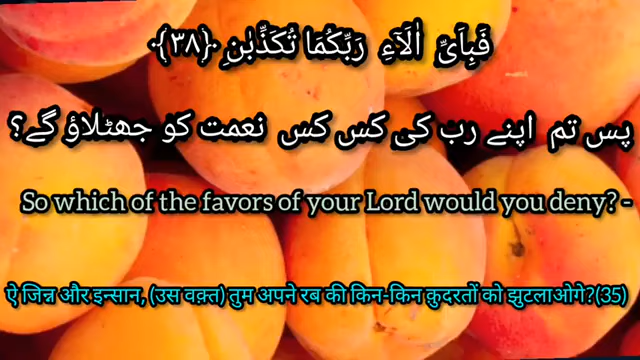 فَبِاَیِّ اٰلَآءِ رَبِّکُمَا تُکَذِّبٰنِ ﴿۳۸﴾
پس تم اپنے رب کی کس کس نعمت کو جھٹلاؤ گے؟
So which of the favors of your Lord would you deny? -
ऐ जिन्न और इन्सान, (उस वक़्त) तुम अपने रब की किन-किन क़ुदरतों को झुटलाओगे?(35)